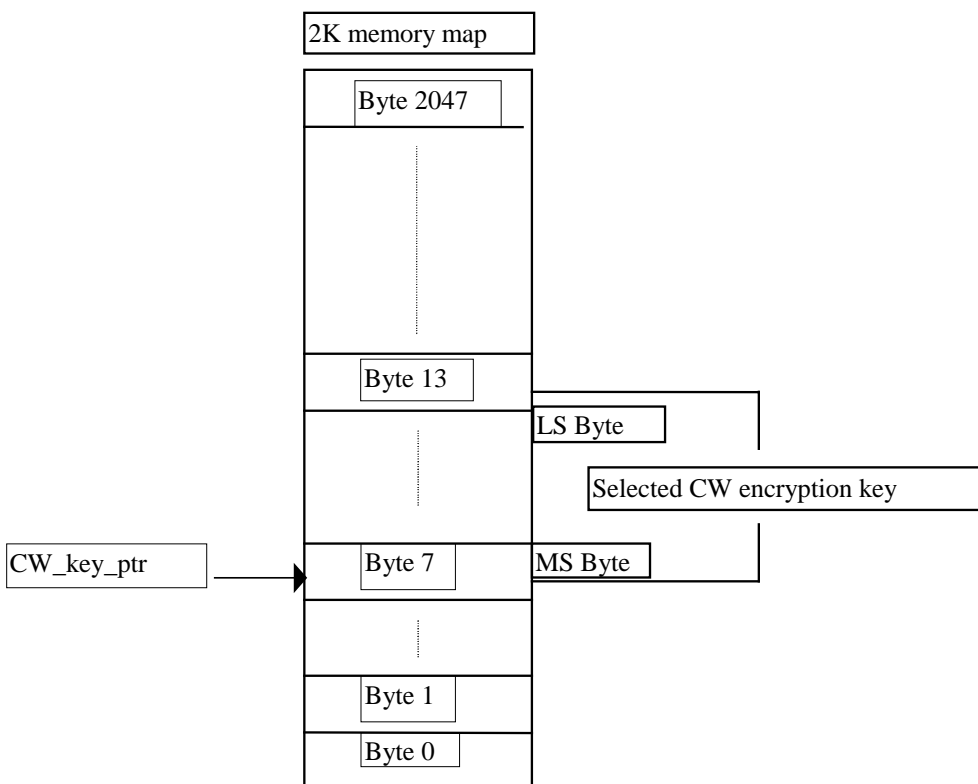 2K memory map
Byte 2047
Byte 13
LS Byte
Selected CW encryption key
CW_key_ptr
Byte 7
MS Byte
Byte 1
Byte 0